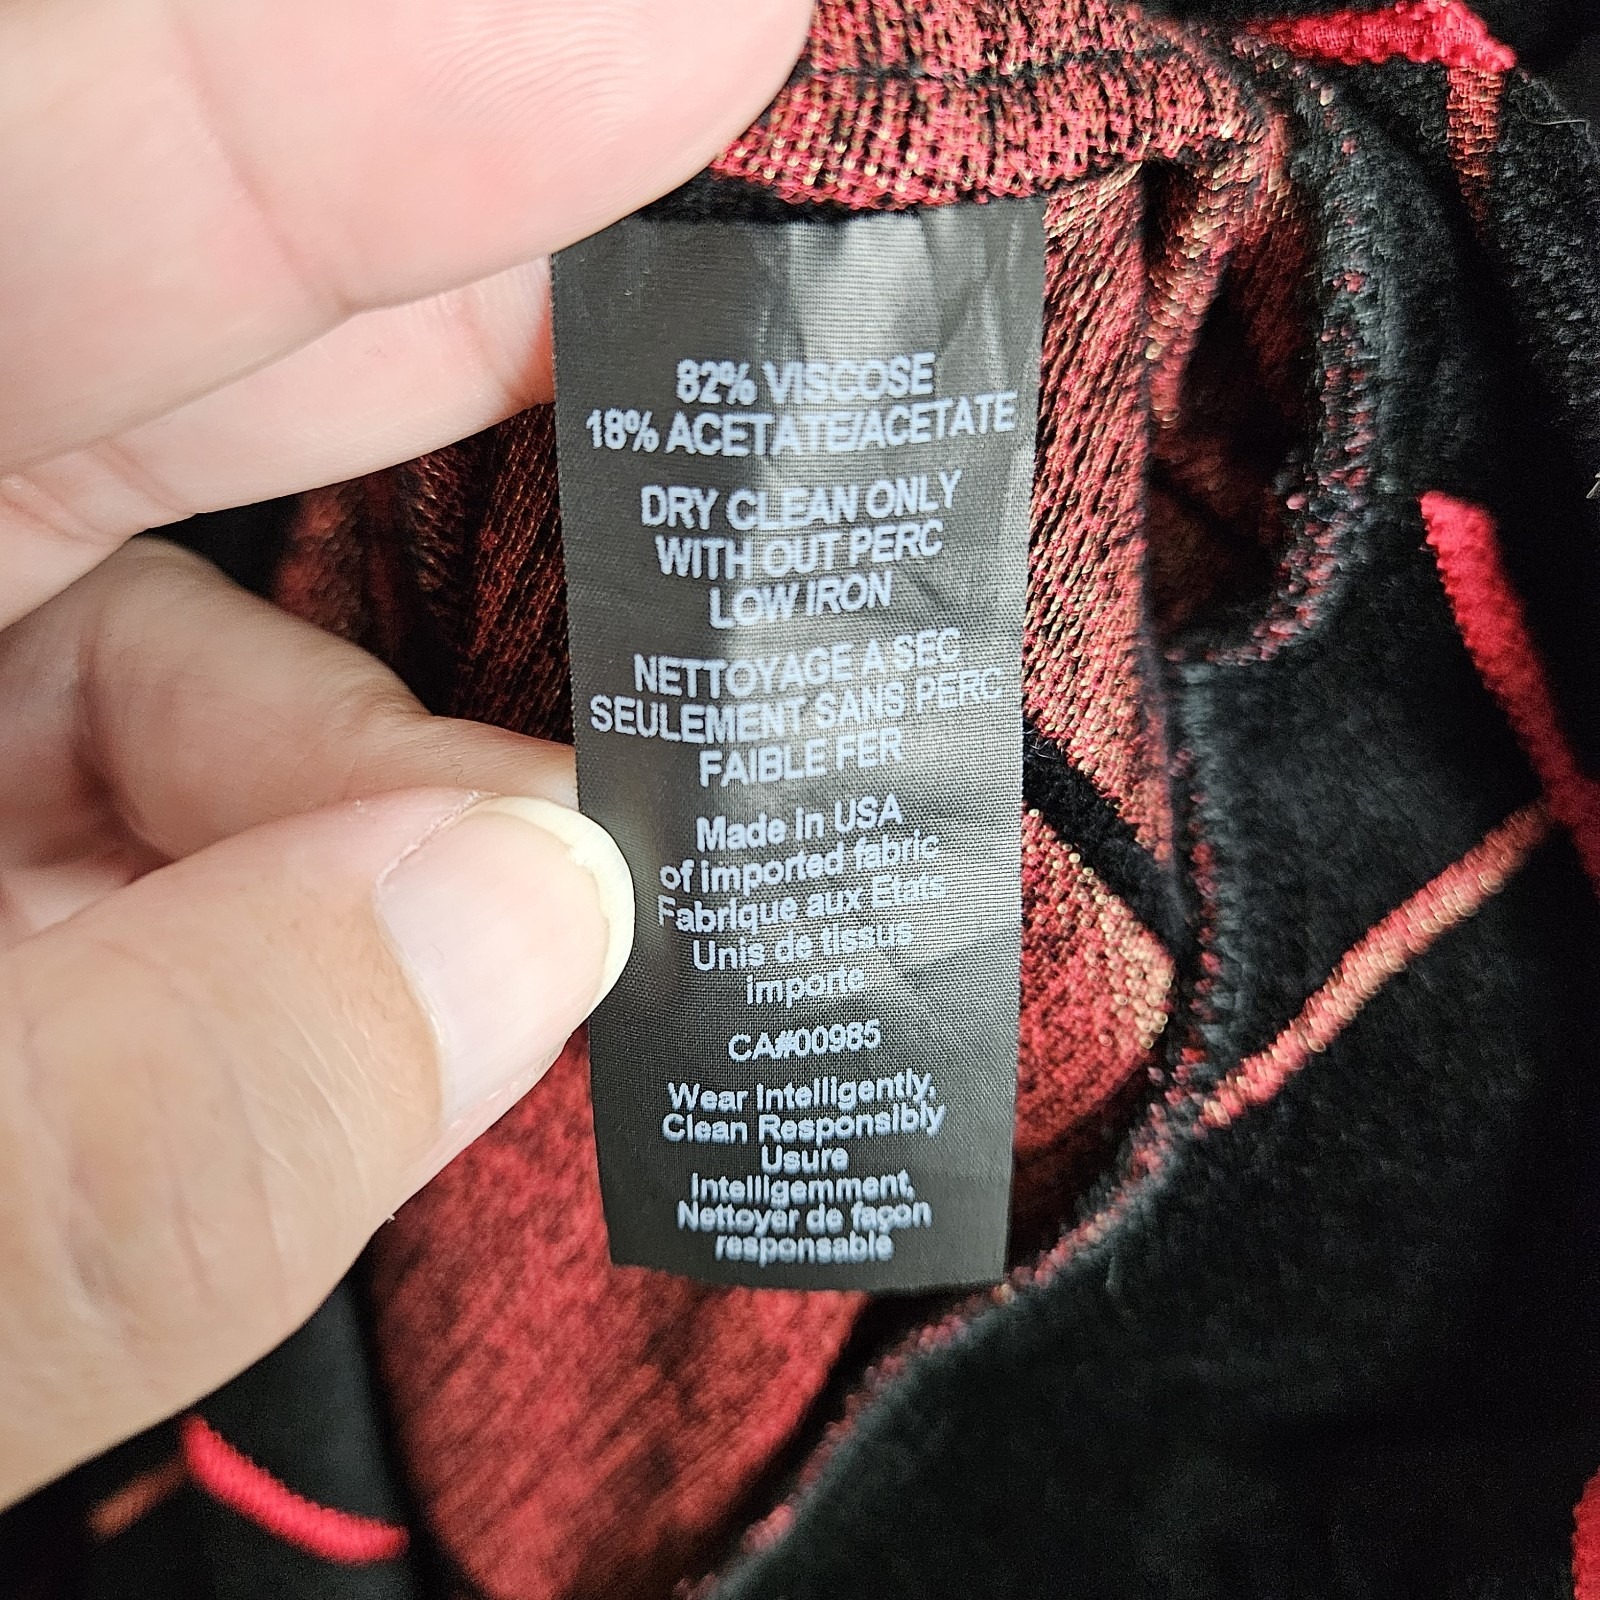 82% VISCOSE
18% ACETATE/ACETATE
DRY CLEAN ONLY
WITH OUT PERC
LOW IRON
NETTOYAGE A SEC
SEULEMENT SANS PERC
FAIBLE FER
Made in USA
of imported fabric
Fabrique aux Etats
Unis de tissus
importe
CA#00985
Wear Intelligently,
Clean Responsibly
Usure
Intelligemment,
Nettoyer de façon
responsable